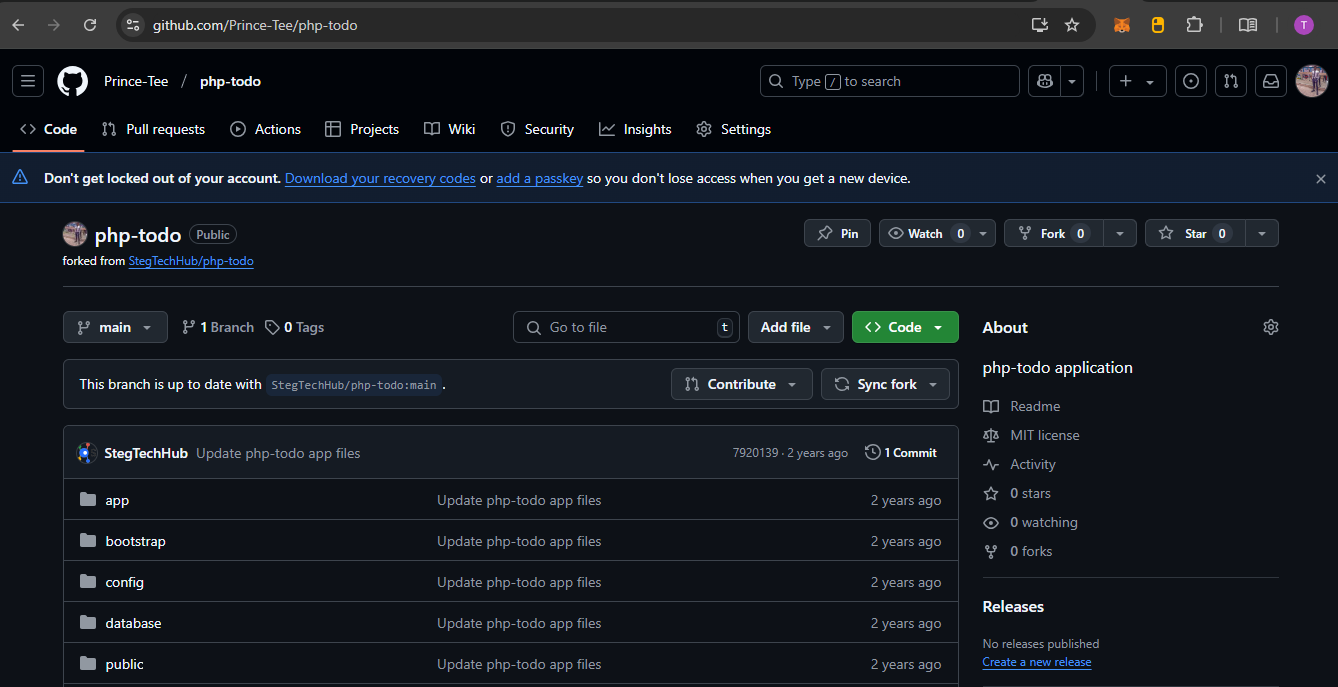 github.com/Prince-Tee/php-todo
T
Prince-Tee / php-todo
Type / to search
Code Pull requests Actions Projects Wiki Security Insights Settings
Don't get locked out of your account. Download your recovery codes or add a passkey so you don't lose access when you get a new device.
php-todo Public
Pin Watch 0 Fork 0 Star 0
forked from StegTechHub/php-todo
main 1 Branch 0 Tags Go to file t Add file Code
This branch is up to date with StegTechHub/php-todo:main .
Contribute Sync fork
StegTechHub Update php-todo app files 7920139 · 2 years ago 1 Commit
app Update php-todo app files 2 years ago
bootstrap Update php-todo app files 2 years ago
config Update php-todo app files 2 years ago
database Update php-todo app files 2 years ago
public Update php-todo app files 2 years ago
About
php-todo application
Readme
MIT license
Activity
0 stars
0 watching
0 forks
Releases
No releases published
Create a new release